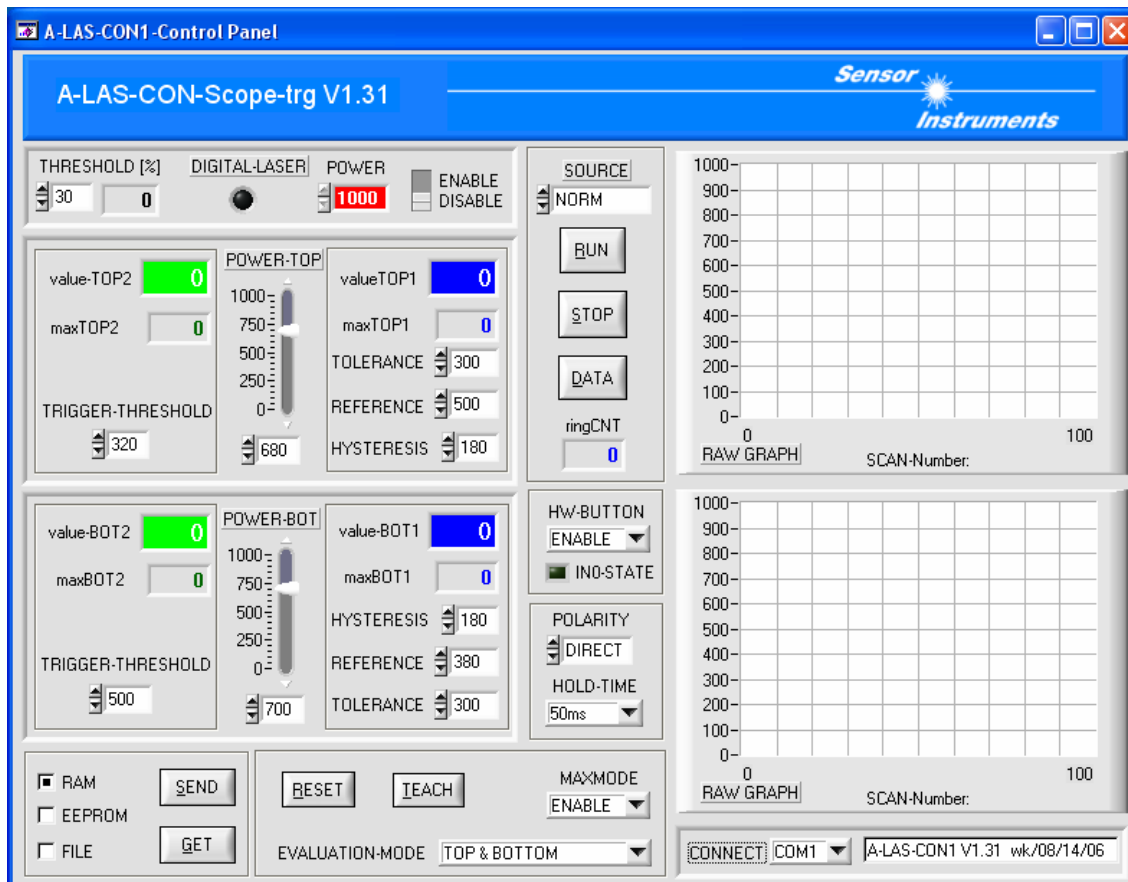 A-LAS-CON1-Control Panel
A-LAS-CON-Scope-trg V1.31
Sensor
Instruments
THRESHOLD [%]
30
0
DIGITAL-LASER
POWER
1000
ENABLE
DISABLE
value-TOP2
0
maxTOP2
0
TRIGGER-THRESHOLD
320
POWER-TOP
1000
750
500
250
0
680
valueTOP1
0
maxTOP1
0
TOLERANCE
300
REFERENCE
500
HYSTERESIS
180
value-BOT2
0
maxBOT2
0
TRIGGER-THRESHOLD
500
POWER-BOT
1000
750
500
250
0
700
value-BOT1
0
maxBOT1
0
HYSTERESIS
180
REFERENCE
380
TOLERANCE
300
SOURCE
NORM
RUN
STOP
DATA
ringCNT
0
HW-BUTTON
ENABLE
IN0-STATE
POLARITY
DIRECT
HOLD-TIME
50ms
1000
900
800
700
600
500
400
300
200
100
0
0
100
RAW GRAPH
SCAN-Number:
1000
900
800
700
600
500
400
300
200
100
0
0
100
RAW GRAPH
SCAN-Number:
RAM
EEPROM
FILE
SEND
GET
RESET
TEACH
MAXMODE
ENABLE
EVALUATION-MODE
TOP & BOTTOM
CONNECT
COM1
A-LAS-CON1 V1.31 wk/08/14/06